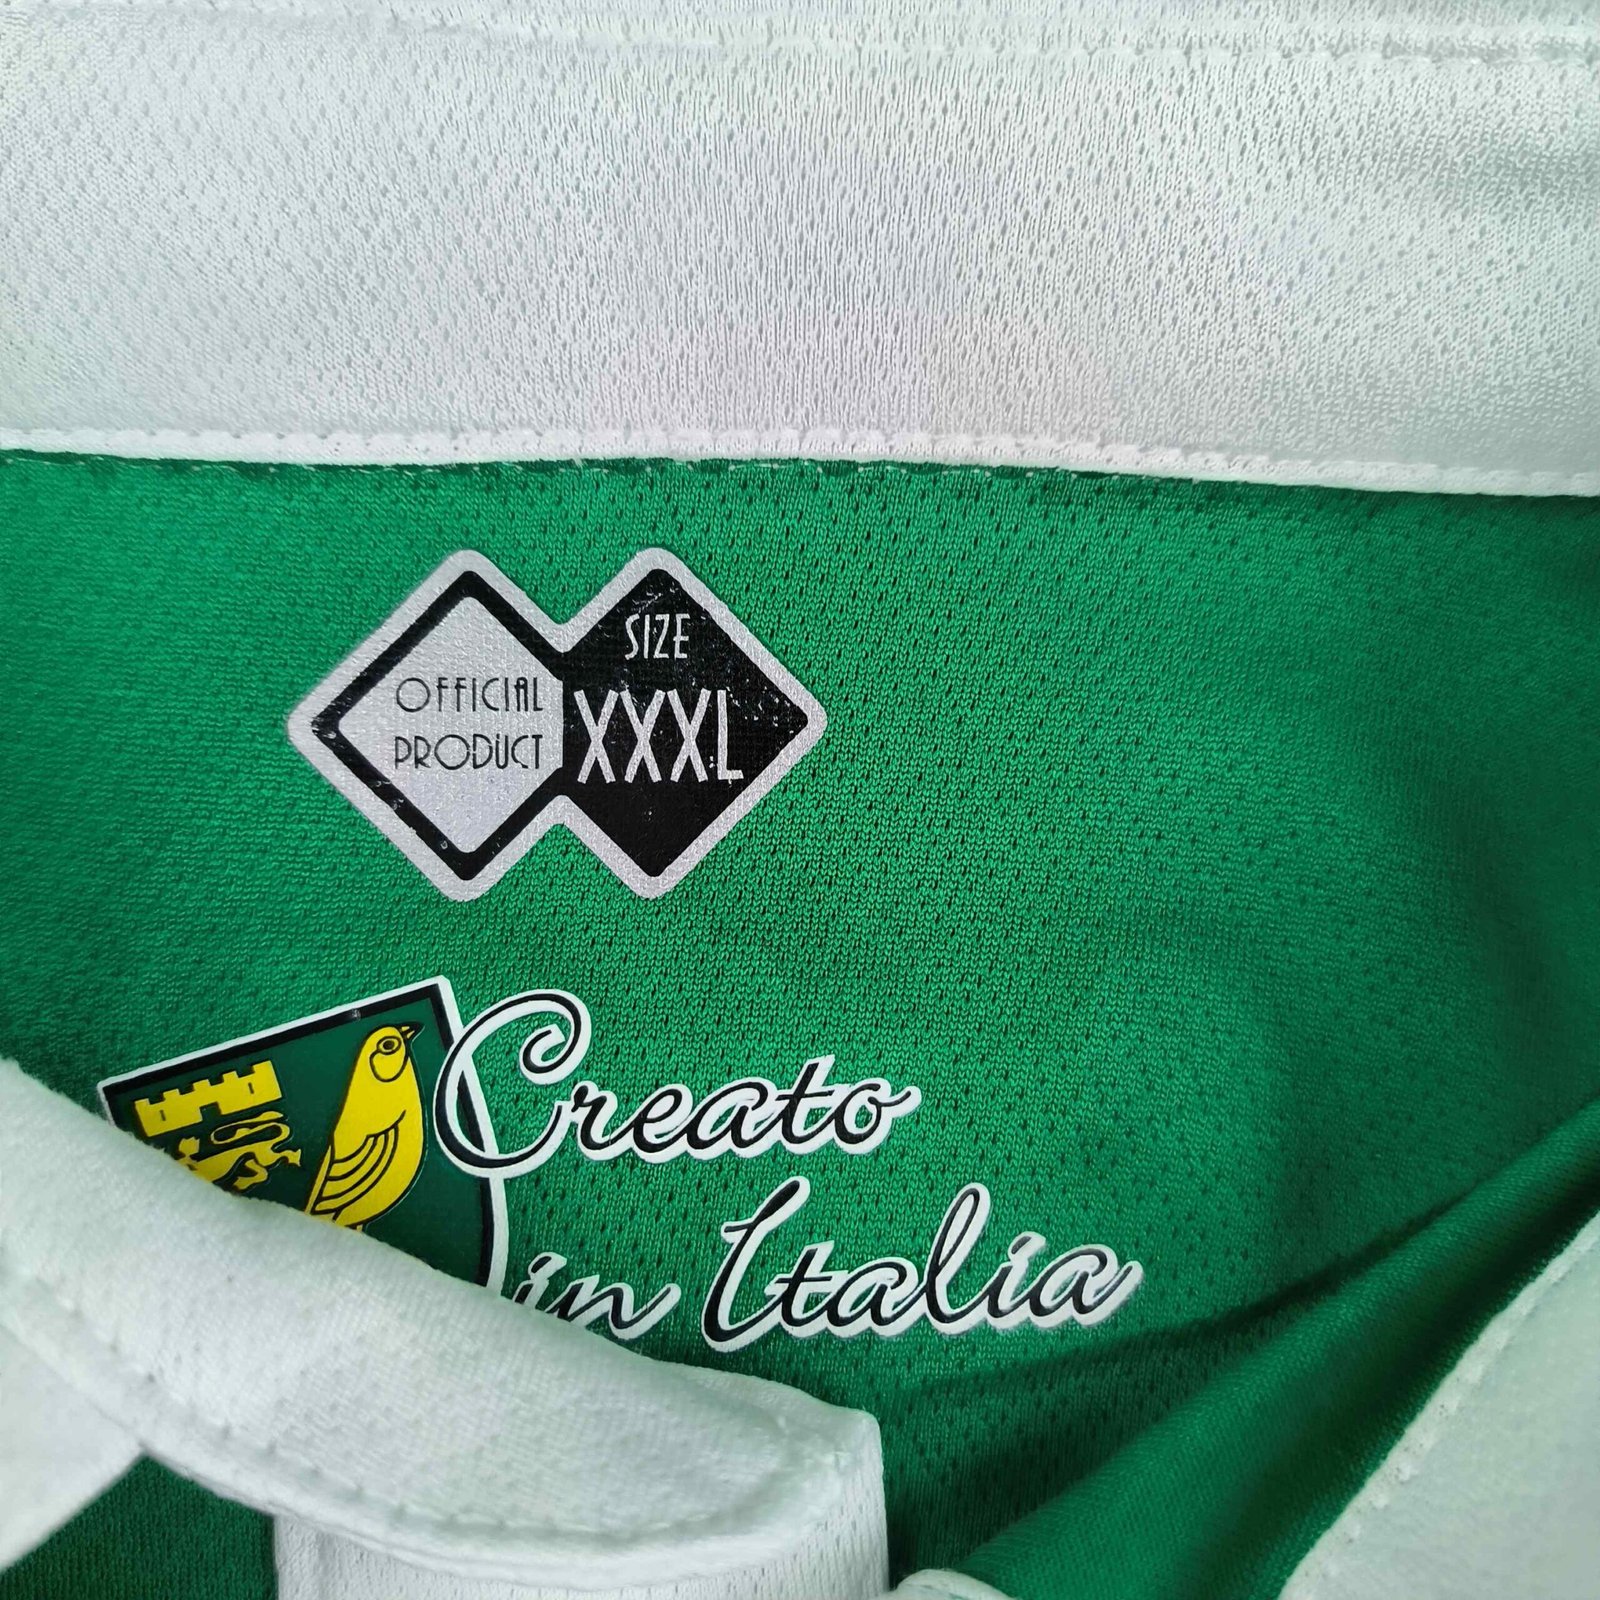 OFFICIAL
PRODUCT
SIZE
XXXL
Creato
in Italia